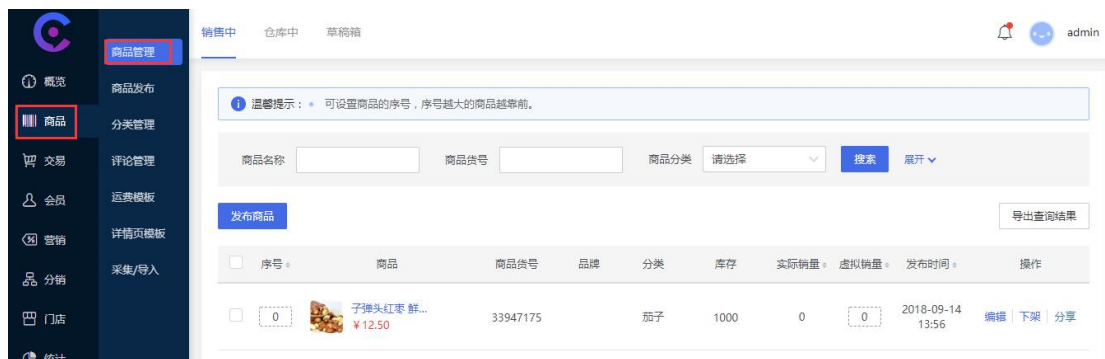 销售中 仓库中 草稿箱 admin
商品管理
概览 商品发布
温馨提示： 可设置商品的序号，序号越大的商品越靠前。
商品 分类管理
交易 评论管理 商品名称 商品货号 商品分类 请选择 搜索 展开
会员 运费模板
发布商品 导出查询结果
营销 详情页模板
序号 商品 商品货号 品牌 分类 库存 实际销量 虚拟销量 发布时间 操作
分销 采集/导入
门店 0 子弹头红枣 鲜... ￥12.50 33947175 茄子 1000 0 0 2018-09-14 13:56 编辑 下架 分享
统计